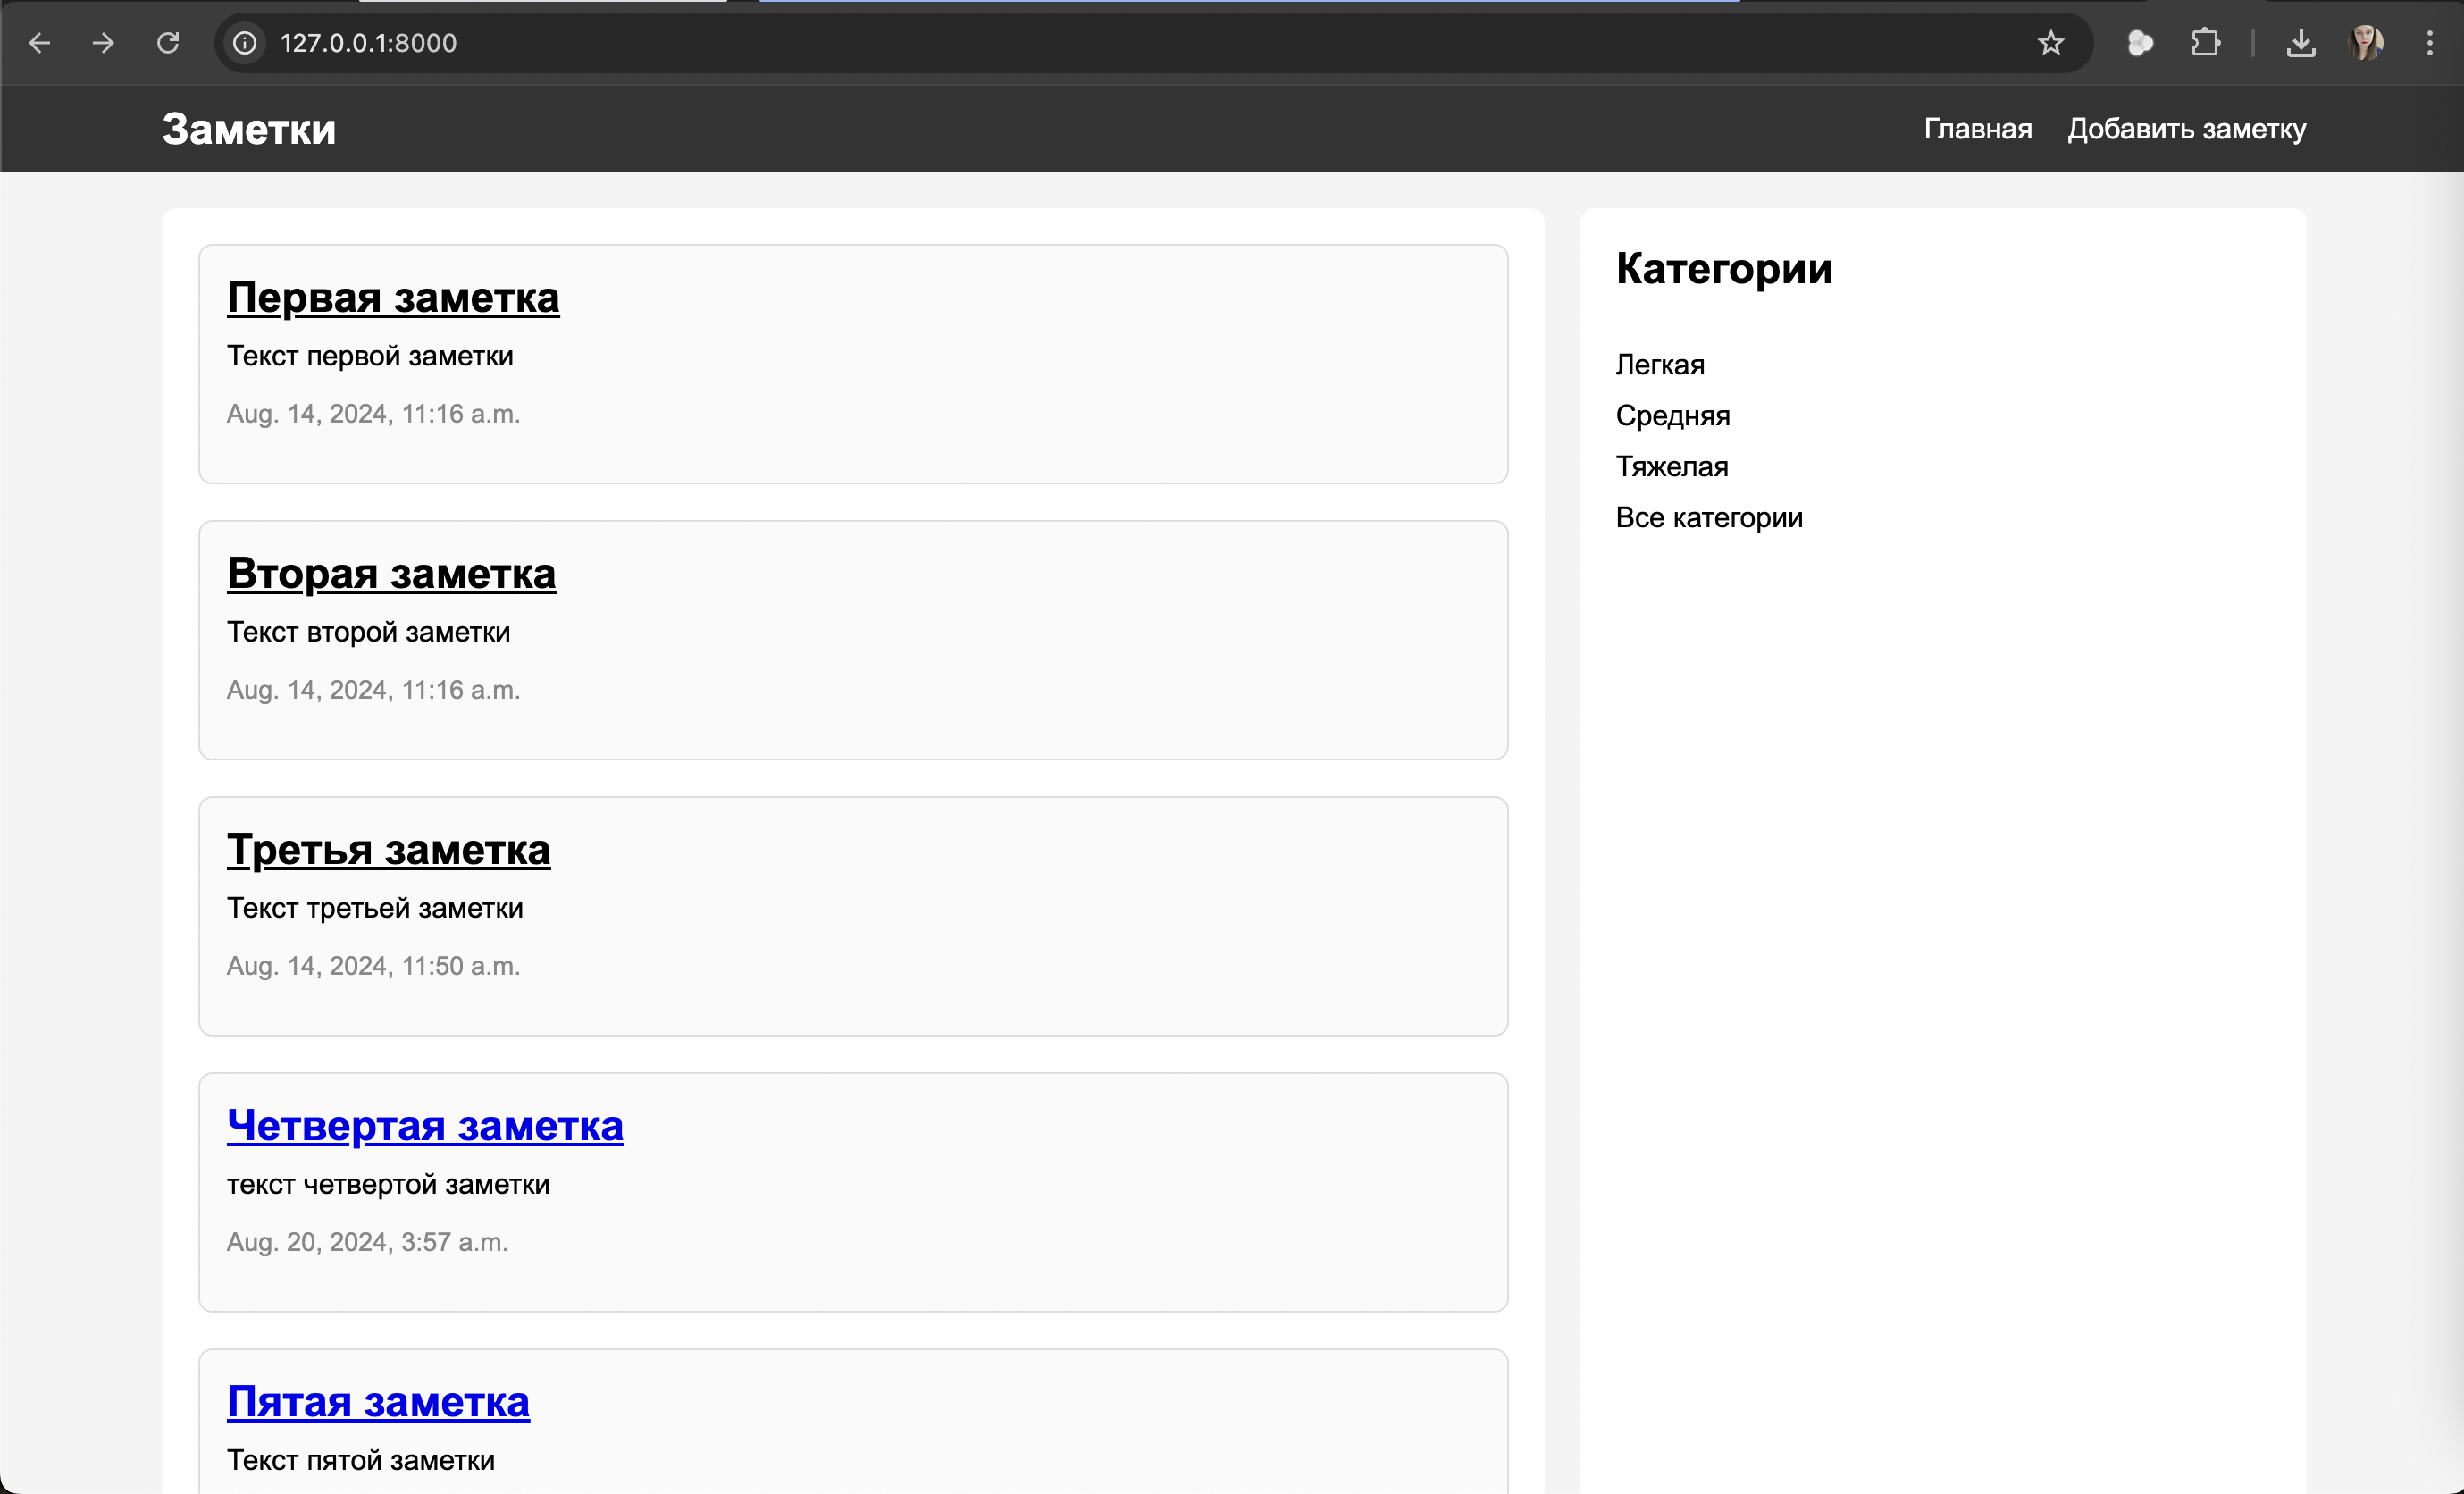 127.0.0.1:8000
Заметки
Главная Добавить заметку
Первая заметка
Текст первой заметки
Aug. 14, 2024, 11:16 a.m.
Вторая заметка
Текст второй заметки
Aug. 14, 2024, 11:16 a.m.
Третья заметка
Текст третьей заметки
Aug. 14, 2024, 11:50 a.m.
Четвертая заметка
текст четвертой заметки
Aug. 20, 2024, 3:57 a.m.
Пятая заметка
Текст пятой заметки
Категории
Легкая
Средняя
Тяжелая
Все категории